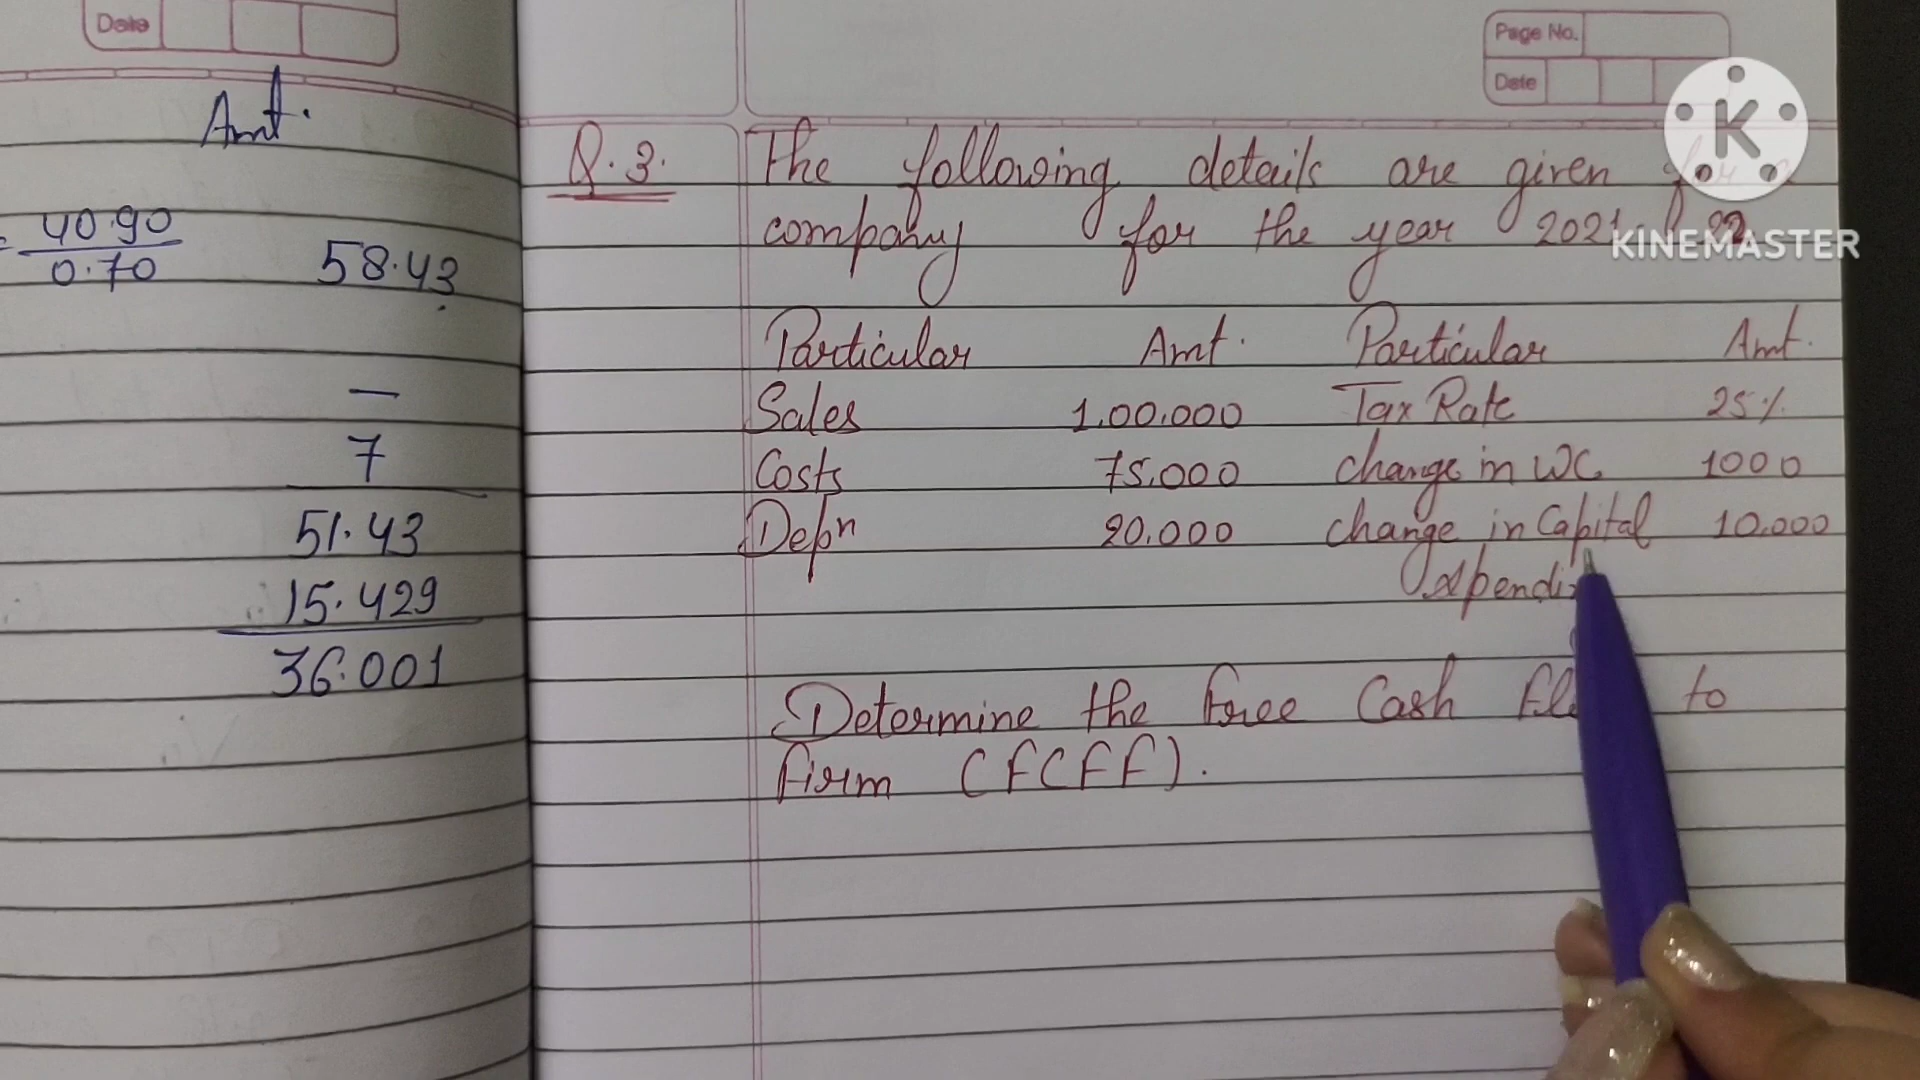 Date
Amt.
40.90
0.70
58.43
—
7
51.43
15.429
36.001
Page No.
Date
K
KINEMASTER
Q.3. The following details are given for a
company for the year 2021-22
Particular Amt. Particular Amt.
Sales 1,00,000 Tax Rate 25%
Costs 75,000 change in WC 1000
Depn 20,000 change in Capital 10,000
Determine the Free Cash to
firm (FCFF).